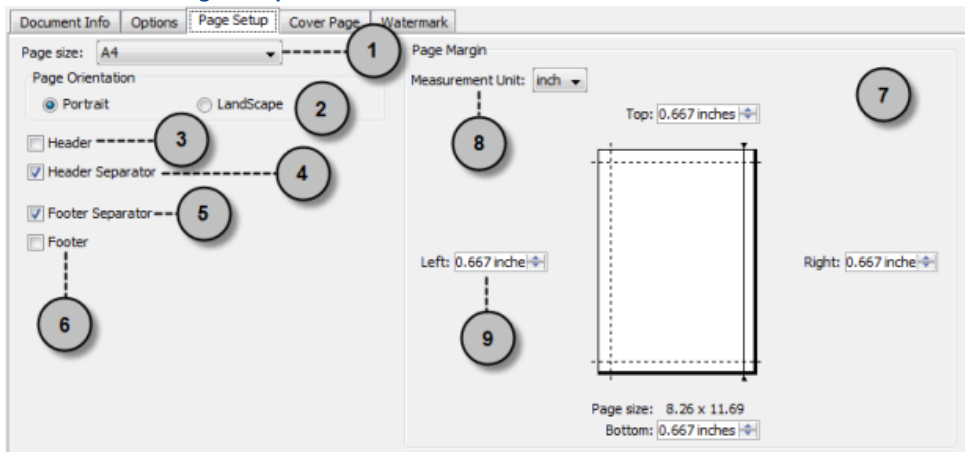 Document Info Options Page Setup Cover Page Watermark
Page size: A4
1
Page Orientation
Portrait LandScape
2
Header
3
Header Separator
4
Footer Separator
5
Footer
6
Page Margin
7
Measurement Unit: inch
8
Top: 0.667 inches
Left: 0.667 inche
9
Right: 0.667 inche
Page size: 8.26 x 11.69
Bottom: 0.667 inches